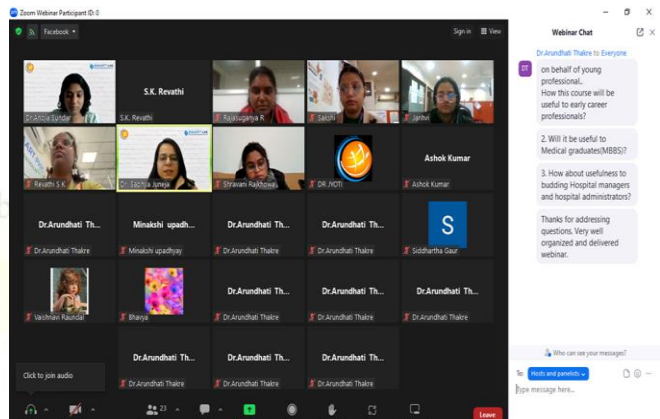 Zoom Webinar Participant ID: 0
Facebook
Sign in
View
S.K. Revathi
S.K. Revathi
Rajasuganya R
Sakshi
Janhvi
Revathi S K
Shravani Rajkhowa
DR JYOTI
Ashok Kumar
Ashok Kumar
Dr.Arundhati Th...
Minakshi upadh...
Dr.Arundhati Th...
Dr.Arundhati Th...
S
Dr.Arundhati Thakre
Minakshi upadhyay
Dr.Arundhati Thakre
Dr.Arundhati Thakre
Siddhartha Gaur
Dr.Arundhati Th...
Dr.Arundhati Th...
Dr.Arundhati Th...
Vaishnavi Raundal
Bhavya
Dr.Arundhati Thakre
Dr.Arundhati Thakre
Dr.Arundhati Thakre
Dr.Arundhati Th...
Dr.Arundhati Th...
Dr.Arundhati Th...
Dr.Arundhati Thakre
Dr.Arundhati Thakre
Dr.Arundhati Thakre
Click to join audio
23
Leave
Webinar Chat
Dr.Arundhati Thakre to Everyone
DT
on behalf of young
professional..
How this course will be
useful to early career
professionals?
2. Will it be useful to
Medical graduates(MBBS)?
3. How about usefulness to
budding Hospital managers
and hospital administrators?
Thanks for addressing
questions. Very well
organized and delivered
webinar.
Who can see your messages?
To: Hosts and panelists
Type message here...